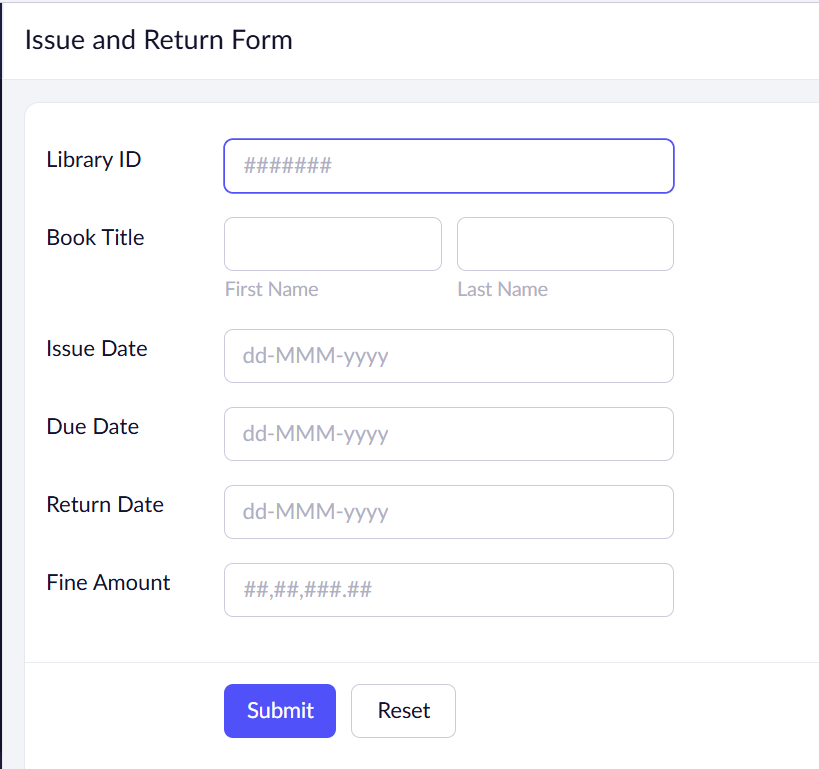 Issue and Return Form
Library ID
#######
Book Title
First Name
Last Name
Issue Date
dd-MMM-yyyy
Due Date
dd-MMM-yyyy
Return Date
dd-MMM-yyyy
Fine Amount
##,##,###.##
Submit
Reset